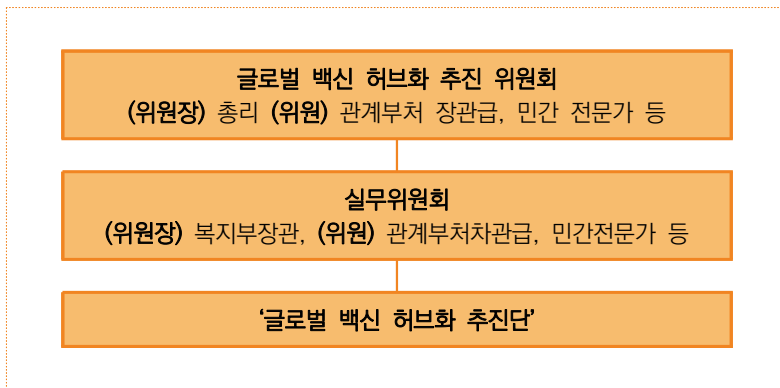 글로벌 백신 허브화 추진 위원회
(위원장) 총리 (위원) 관계부처 장관급, 민간 전문가 등
실무위원회
(위원장) 복지부장관, (위원) 관계부처차관급, 민간전문가 등
‘글로벌 백신 허브화 추진단’